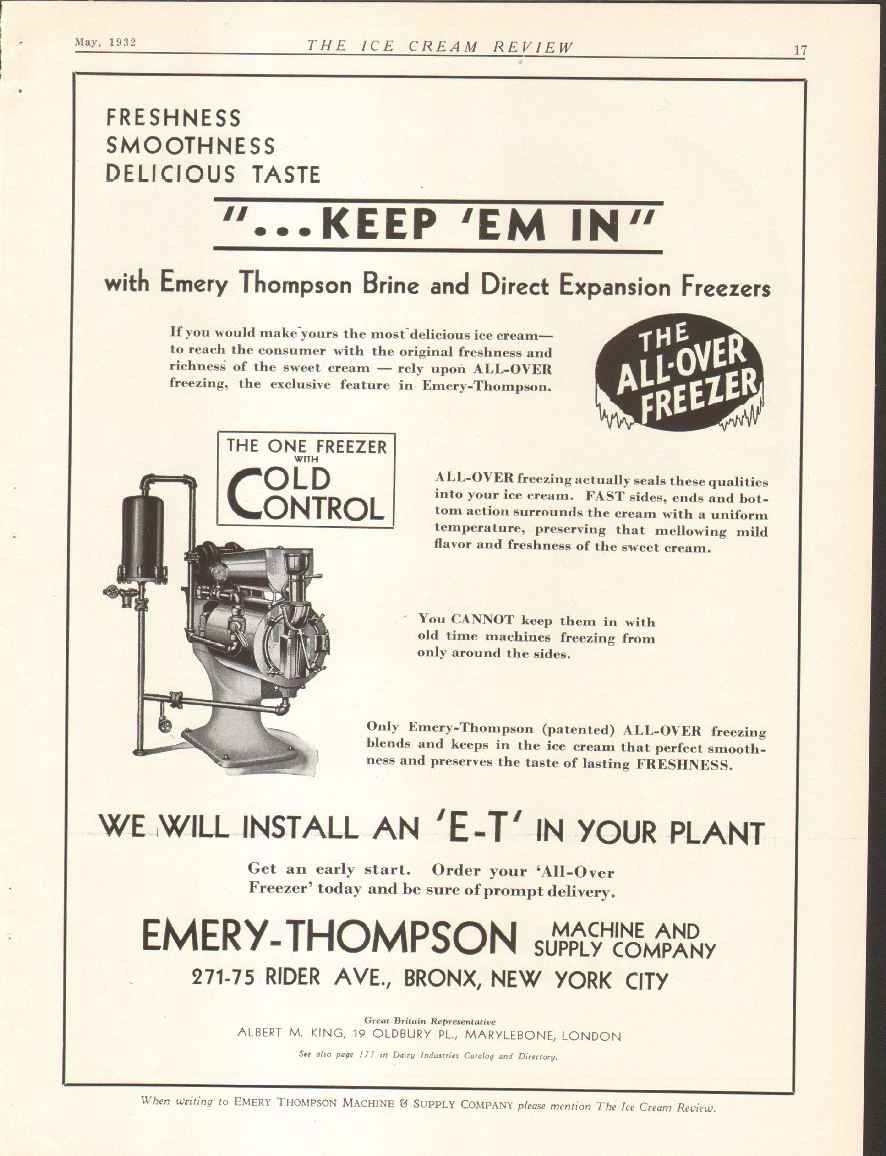 May, 1932
THE ICE CREAM REVIEW
17
FRESHNESS
SMOOTHNESS
DELICIOUS TASTE
"...KEEP 'EM IN"
with Emery Thompson Brine and Direct Expansion Freezers
If you would make yours the most delicious ice cream—
to reach the consumer with the original freshness and
richness of the sweet cream — rely upon ALL-OVER
freezing, the exclusive feature in Emery-Thompson.
THE
ALL-OVER
FREEZER
THE ONE FREEZER
WITH
COLD
CONTROL
ALL-OVER freezing actually seals these qualities
into your ice cream. FAST sides, ends and bot-
tom action surrounds the cream with a uniform
temperature, preserving that mellowing mild
flavor and freshness of the sweet cream.
You CANNOT keep them in with
old time machines freezing from
only around the sides.
Only Emery-Thompson (patented) ALL-OVER freezing
blends and keeps in the ice cream that perfect smooth-
ness and preserves the taste of lasting FRESHNESS.
WE WILL INSTALL AN 'E-T' IN YOUR PLANT
Get an early start. Order your 'All-Over
Freezer' today and be sure of prompt delivery.
EMERY-THOMPSON MACHINE AND
SUPPLY COMPANY
271-75 RIDER AVE., BRONX, NEW YORK CITY
Great Britain Representative
ALBERT M. KING, 19 OLDBURY PL., MARYLEBONE, LONDON
See also page 177 in Dairy Industries Catalog and Directory.
When writing to EMERY THOMPSON MACHINE & SUPPLY COMPANY please mention The Ice Cream Review.